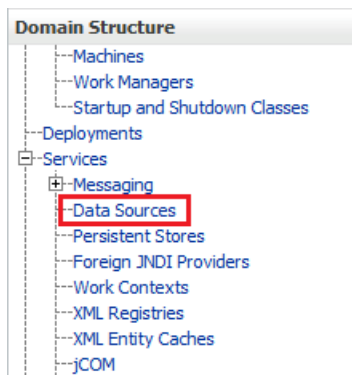 Domain Structure
Machines
Work Managers
Startup and Shutdown Classes
Deployments
Services
Messaging
Data Sources
Persistent Stores
Foreign JNDI Providers
Work Contexts
XML Registries
XML Entity Caches
jCOM